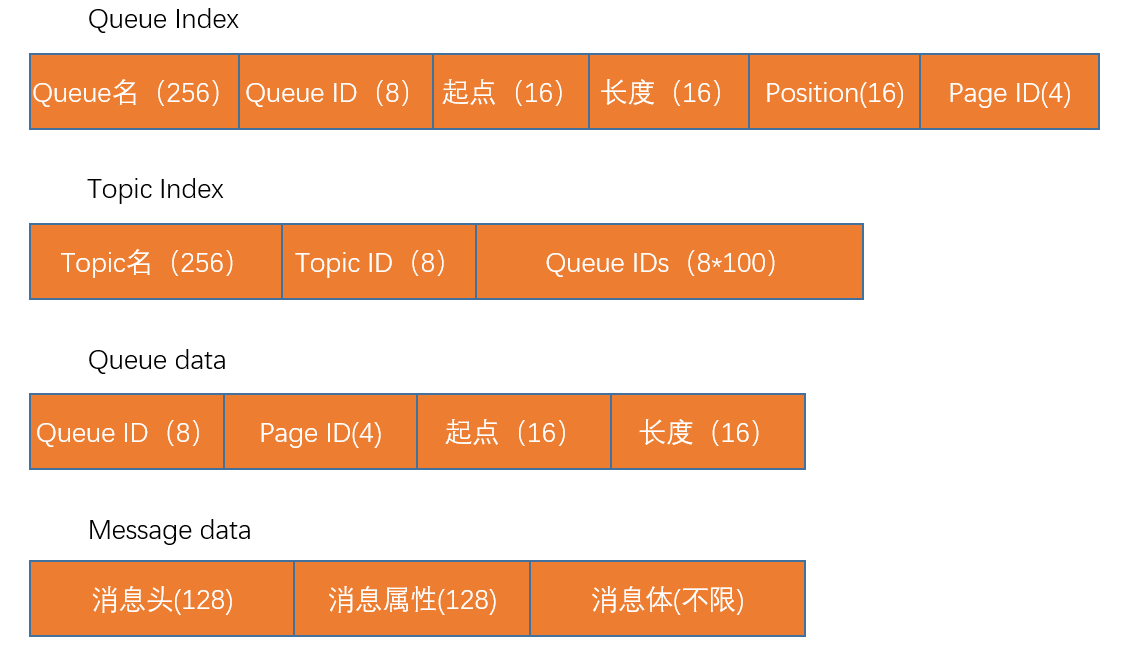 Queue Index
Queue名（256） Queue ID（8） 起点（16） 长度（16） Position(16) Page ID(4)
Topic Index
Topic名（256） Topic ID（8） Queue IDs（8*100）
Queue data
Queue ID（8） Page ID(4) 起点（16） 长度（16）
Message data
消息头(128) 消息属性(128) 消息体(不限)